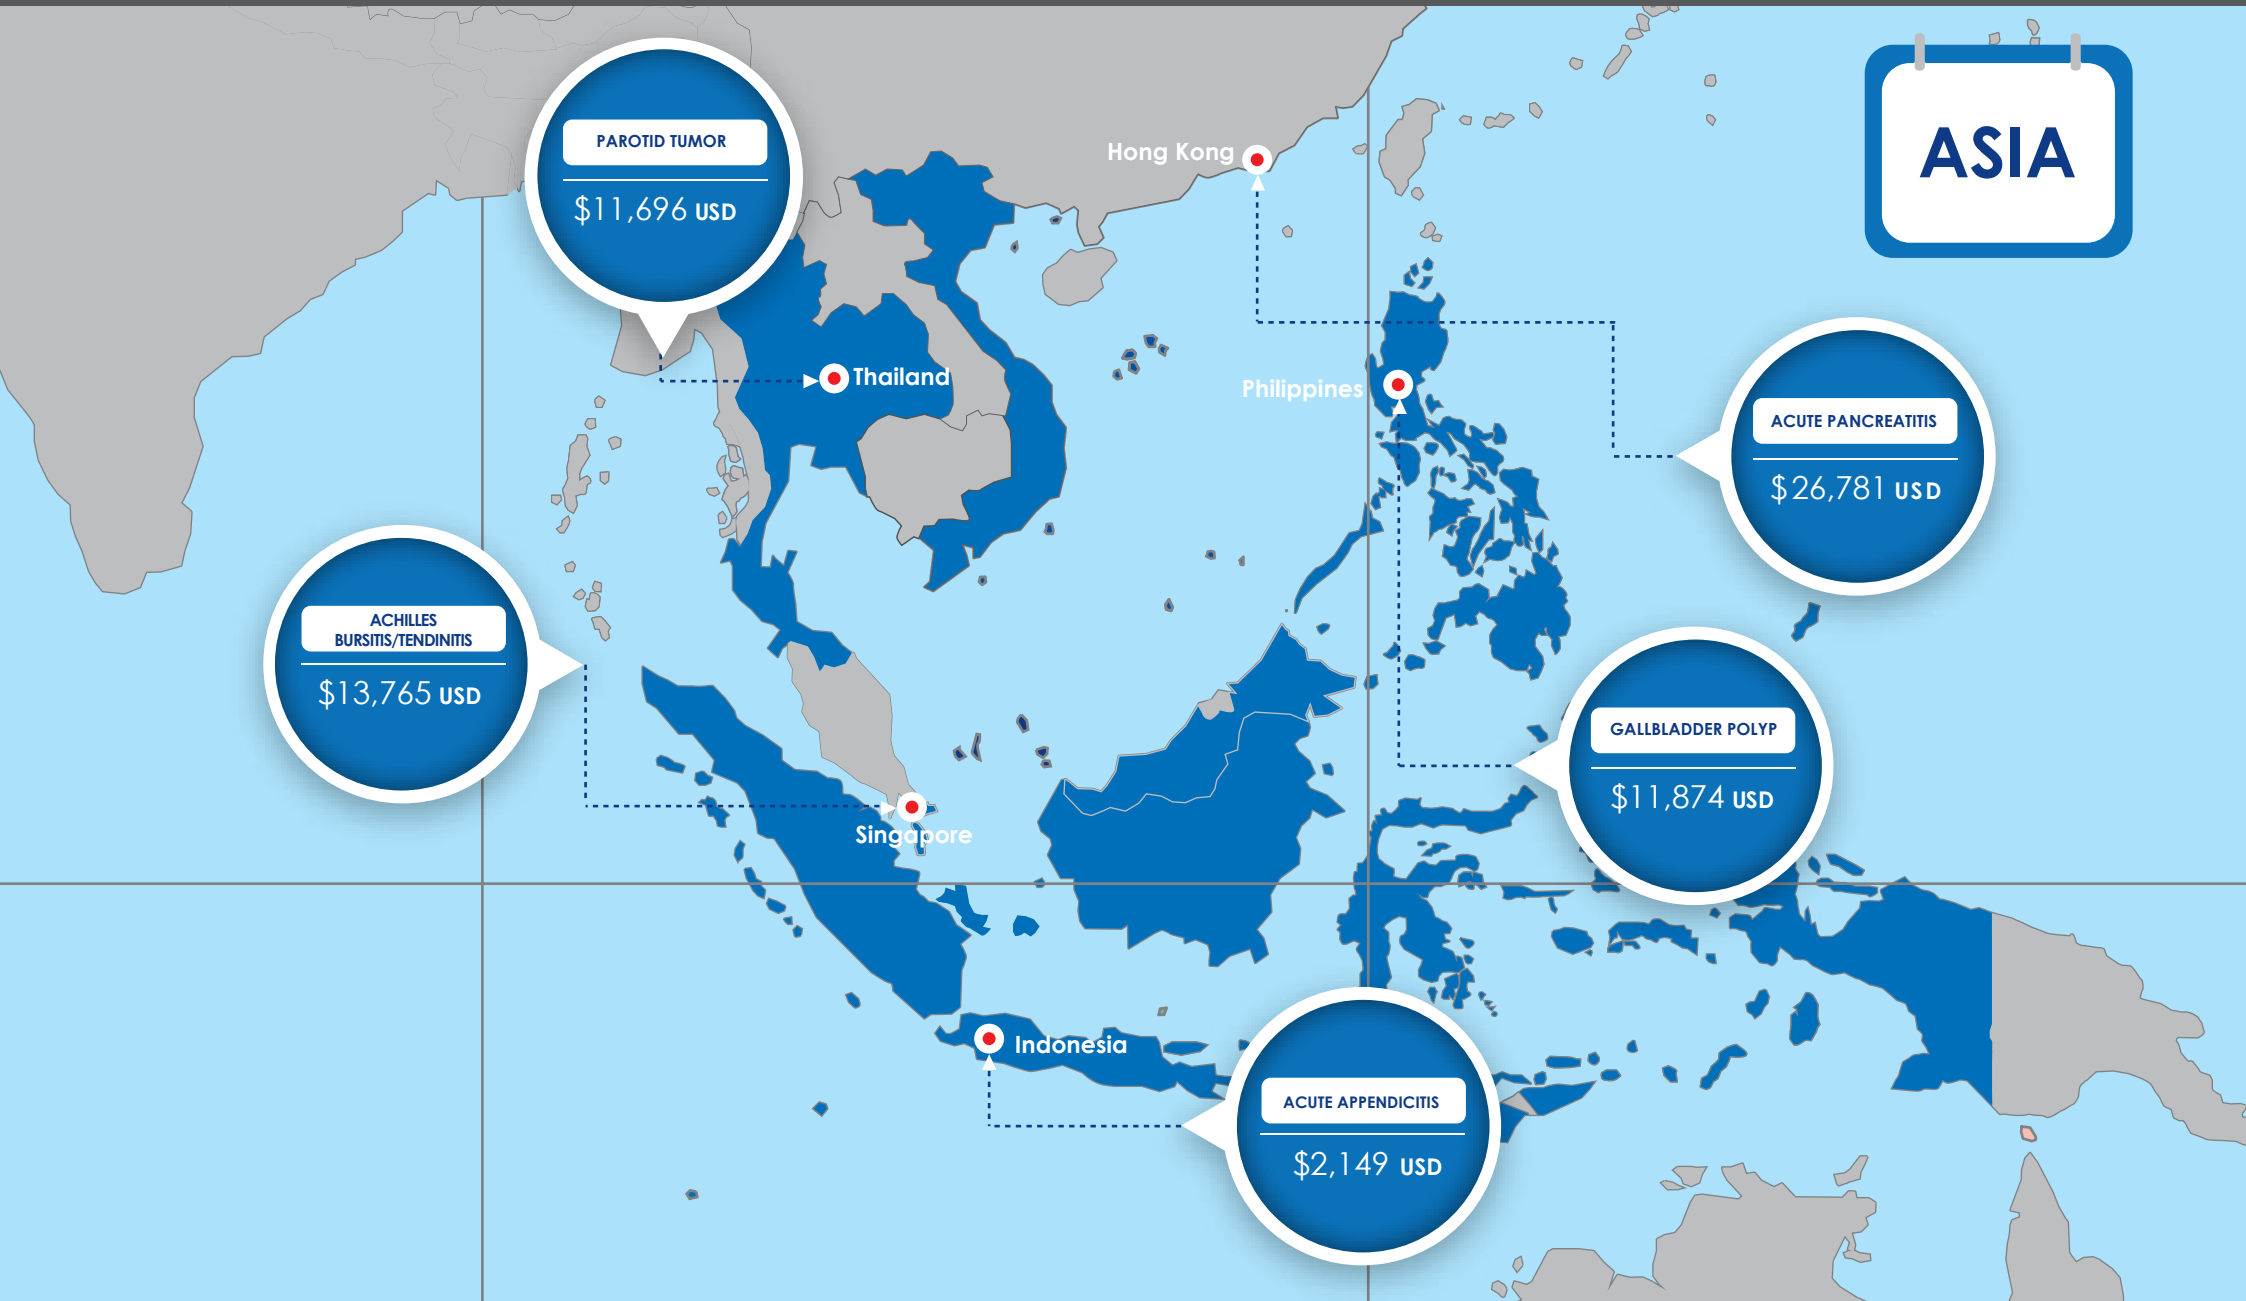 ASIA
PAROTID TUMOR
$11,696 USD
Hong Kong
Thailand
Philippines
ACUTE PANCREATITIS
$26,781 USD
ACHILLES
BURSITIS/TENDINITIS
$13,765 USD
GALLBLADDER POLYP
$11,874 USD
Singapore
Indonesia
ACUTE APPENDICITIS
$2,149 USD